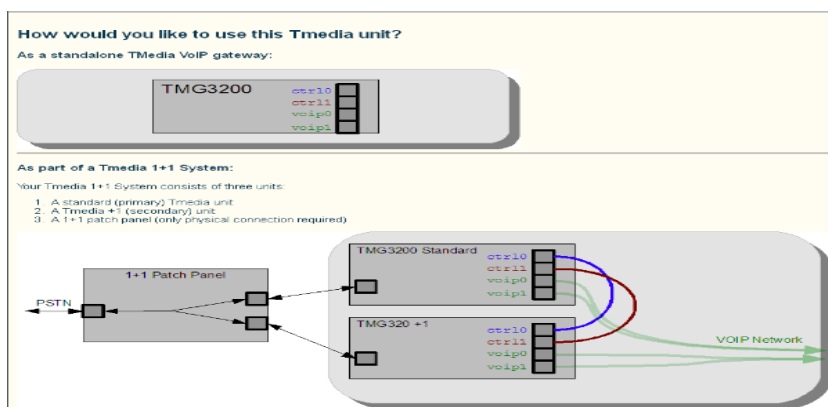 How would you like to use this Tmedia unit?
As a standalone TMedia VoIP gateway:
TMG3200
ctrl0
ctrl1
voip0
voip1
As part of a Tmedia 1+1 System:
Your Tmedia 1+1 System consists of three units:
1. A standard (primary) Tmedia unit
2. A Tmedia +1 (secondary) unit
3. A 1+1 patch panel (only physical connection required)
1+1 Patch Panel
PSTN
TMG3200 Standard
ctrl0
ctrl1
voip0
voip1
TMG320 +1
ctrl0
ctrl1
voip0
voip1
VOIP Network